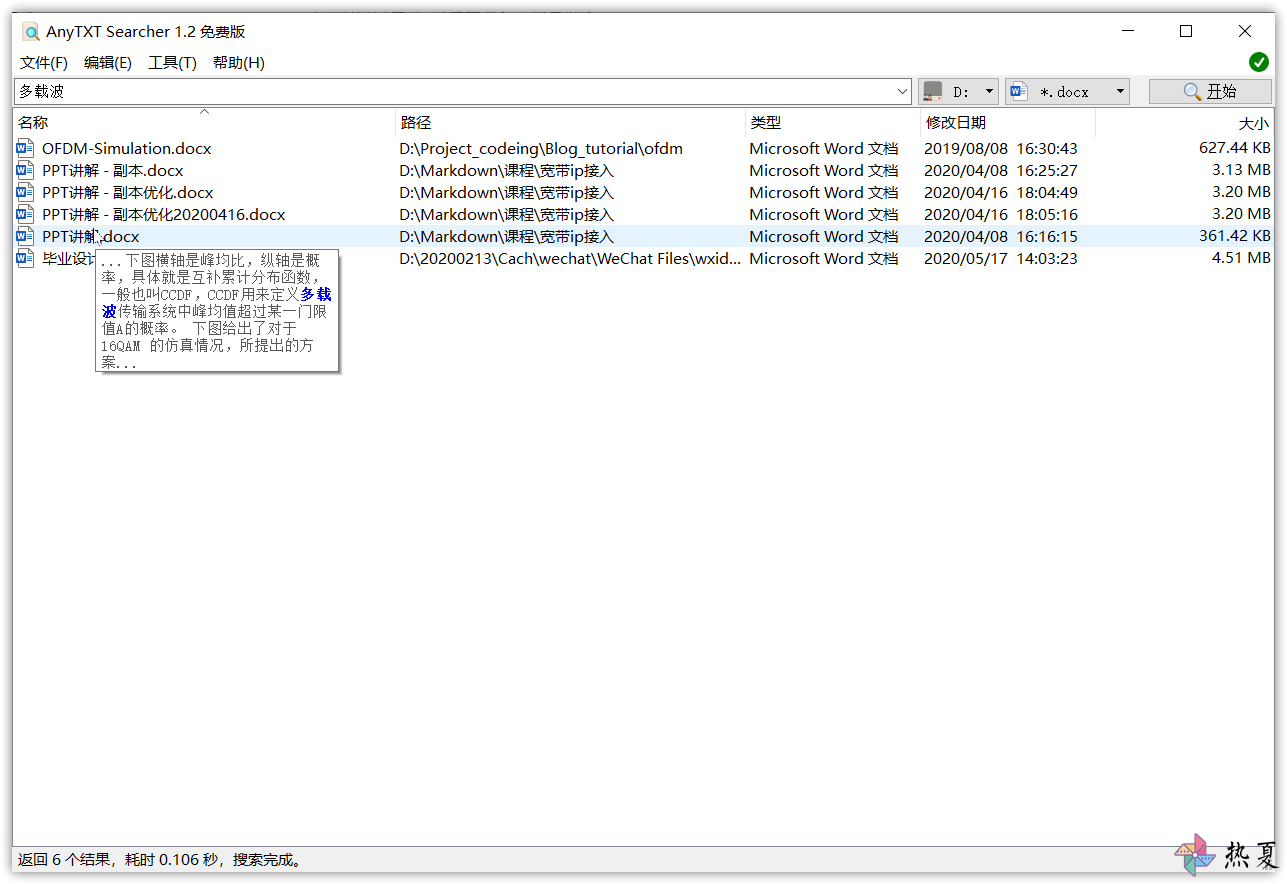 AnyTXT Searcher 1.2 免费版
文件(F) 编辑(E) 工具(T) 帮助(H)
多载波 D: *.docx 开始
名称 路径 类型 修改日期 大小
OFDM-Simulation.docx D:\Project_codeing\Blog_tutorial\ofdm Microsoft Word 文档 2019/08/08 16:30:43 627.44 KB
PPT讲解 - 副本.docx D:\Markdown\课程\宽带ip接入 Microsoft Word 文档 2020/04/08 16:25:27 3.13 MB
PPT讲解 - 副本优化.docx D:\Markdown\课程\宽带ip接入 Microsoft Word 文档 2020/04/16 18:04:49 3.20 MB
PPT讲解 - 副本优化20200416.docx D:\Markdown\课程\宽带ip接入 Microsoft Word 文档 2020/04/16 18:05:16 3.20 MB
PPT讲解.docx D:\Markdown\课程\宽带ip接入 Microsoft Word 文档 2020/04/08 16:16:15 361.42 KB
毕业设计 D:\20200213\Cach\wechat\WeChat Files\wxid... Microsoft Word 文档 2020/05/17 14:03:23 4.51 MB
...下图横轴是峰均比，纵轴是概
率，具体就是互补累计分布函数，
一般也叫CCDF，CCDF用来定义多载
波传输系统中峰均值超过某一门限
值A的概率。 下图给出了对于
16QAM 的仿真情况，所提出的方
案...
返回 6 个结果，耗时 0.106 秒，搜索完成。
热夏